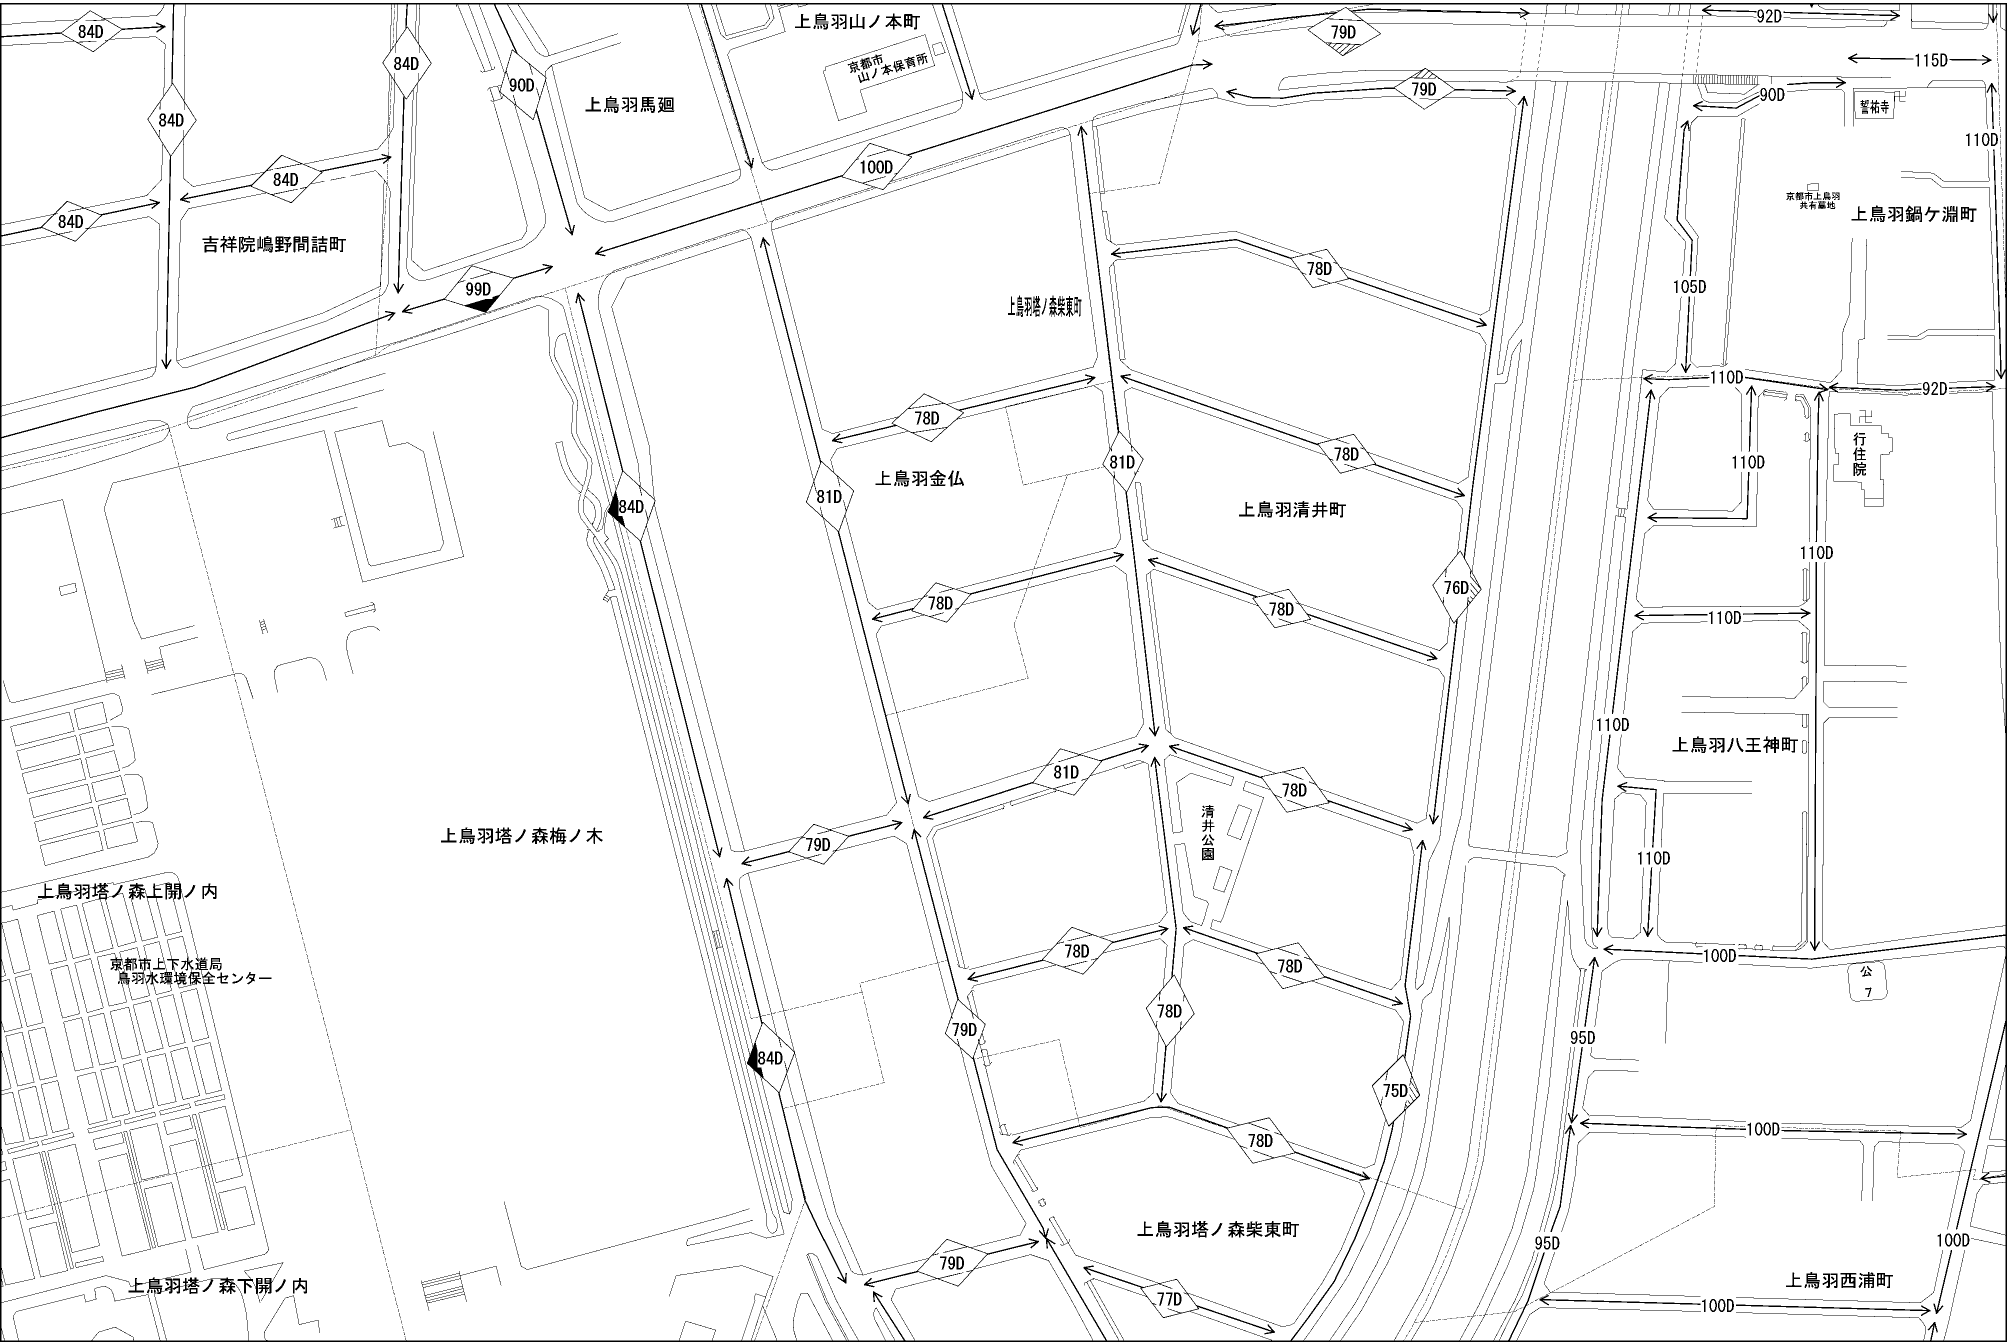 84D
84D
90D
上鳥羽山ノ本町
京都市
山ノ本保育所
79D
92D
115D
84D
上鳥羽馬廻
79D
90D
誓祐寺
110D
84D
84D
100D
京都市上鳥羽
共有墓地
上鳥羽鍋ケ淵町
吉祥院嶋野間詰町
99D
78D
105D
上鳥羽塔ノ森柴東町
110D
92D
78D
78D
行住院
81D
110D
上鳥羽金仏
84D
81D
上鳥羽清井町
110D
76D
78D
78D
110D
110D
上鳥羽八王神町
81D
78D
清井公園
上鳥羽塔ノ森梅ノ木
79D
110D
上鳥羽塔ノ森上開ノ内
京都市上下水道局
鳥羽水環境保全センター
78D
78D
100D
公
7
78D
79D
95D
84D
75D
78D
100D
上鳥羽塔ノ森柴東町
95D
100D
79D
上鳥羽塔ノ森下開ノ内
77D
上鳥羽西浦町
100D